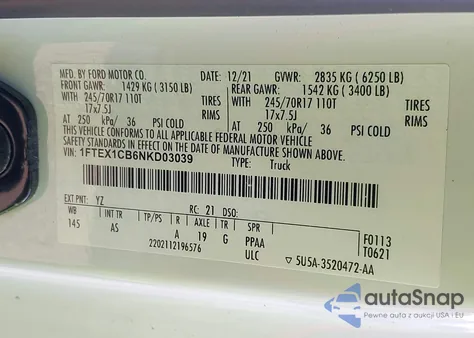 MFD. BY FORD MOTOR CO.
DATE: 12/21 GVWR: 2835 KG (6250 LB)
FRONT GAWR: 1429 KG (3150 LB) REAR GAWR: 1542 KG (3400 LB)
WITH 245/70R17 110T TIRES WITH 245/70R17 110T TIRES
17x7.5J RIMS 17x7.5J RIMS
AT 250 kPa/ 36 PSI COLD AT 250 kPa/ 36 PSI COLD
THIS VEHICLE CONFORMS TO ALL APPLICABLE FEDERAL MOTOR VEHICLE
SAFETY STANDARDS IN EFFECT ON THE DATE OF MANUFACTURE SHOWN
ABOVE.
VIN: 1FTEX1CB6NKD03039
TYPE: Truck
EXT PNT: YZ RC: 21 DSO:
WB INT TR TP/PS R AXLE TR SPR F0113
145 AS A 19 G PPAA T0621
2202112196576 ULC ▽ 5U5A-3520472-AA
autoSnap
Pewne auta z aukcji USA i EU